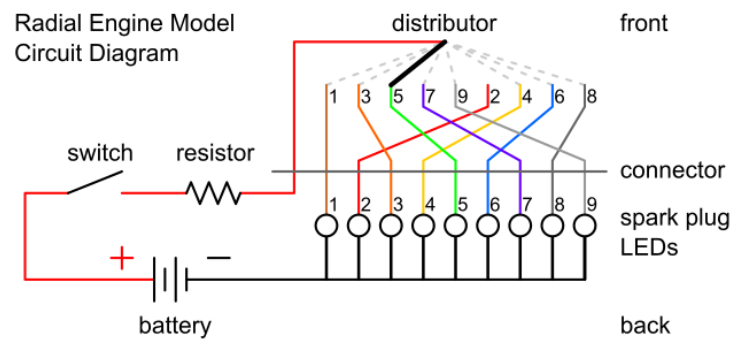 Radial Engine Model
Circuit Diagram
distributor
front
1 3 5 7 9 2 4 6 8
switch
resistor
connector
1 2 3 4 5 6 7 8 9
spark plug
LEDs
+ −
battery
back